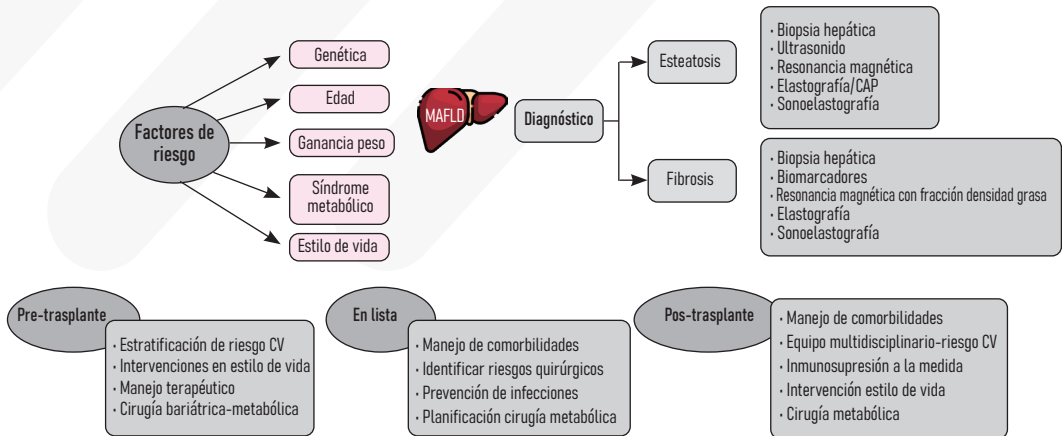 Factores de
riesgo
Genética
Edad
Ganancia peso
Síndrome
metabólico
Estilo de vida
MAFLD
Diagnóstico
Esteatosis
· Biopsia hepática
· Ultrasonido
· Resonancia magnética
· Elastografía/CAP
· Sonoelastografía
Fibrosis
· Biopsia hepática
· Biomarcadores
· Resonancia magnética con fracción densidad grasa
· Elastografía
· Sonoelastografía
Pre-trasplante
· Estratificación de riesgo CV
· Intervenciones en estilo de vida
· Manejo terapéutico
· Cirugía bariátrica-metabólica
En lista
· Manejo de comorbilidades
· Identificar riesgos quirúrgicos
· Prevención de infecciones
· Planificación cirugía metabólica
Pos-trasplante
· Manejo de comorbilidades
· Equipo multidisciplinario-riesgo CV
· Inmunosupresión a la medida
· Intervención estilo de vida
· Cirugía metabólica